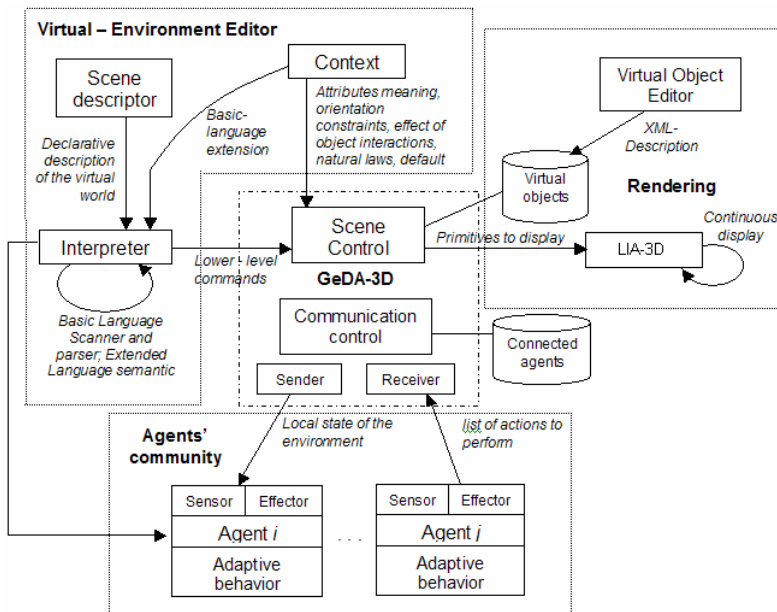 Virtual – Environment Editor
Scene
descriptor
Context
Declarative
description
of the virtual
world
Basic-
language
extension
Attributes meaning,
orientation
constraints, effect of
object interactions,
natural laws, default
Interpreter
Basic Language
Scanner and
parser; Extended
Language semantic
Lower - level
commands
Scene
Control
GeDA-3D
Communication
control
Sender
Receiver
Virtual Object
Editor
XML-
Description
Virtual
objects
Rendering
Primitives to display
LIA-3D
Continuous
display
Connected
agents
Agents’
community
Local state of the
environment
list of actions to
perform
Sensor
Effector
Agent i
Adaptive
behavior
. . .
Sensor
Effector
Agent j
Adaptive
behavior